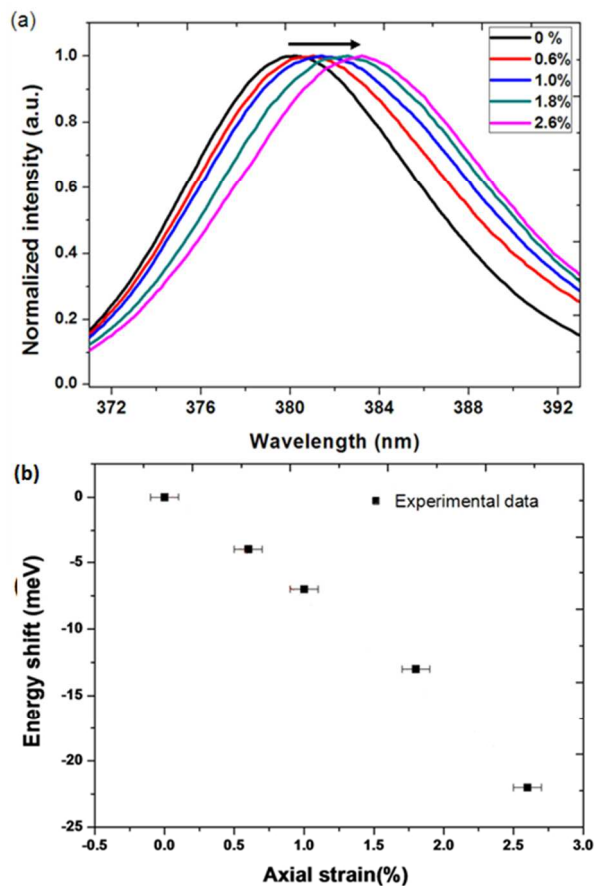 (a)
0 %
0.6%
1.0%
1.8%
2.6%
Normalized intensity (a.u.)
1.0
0.8
0.6
0.4
0.2
0.0
372 376 380 384 388 392
Wavelength (nm)
(b)
Experimental data
Energy shift (meV)
0
-5
-10
-15
-20
-25
-0.5 0.0 0.5 1.0 1.5 2.0 2.5 3.0
Axial strain(%)